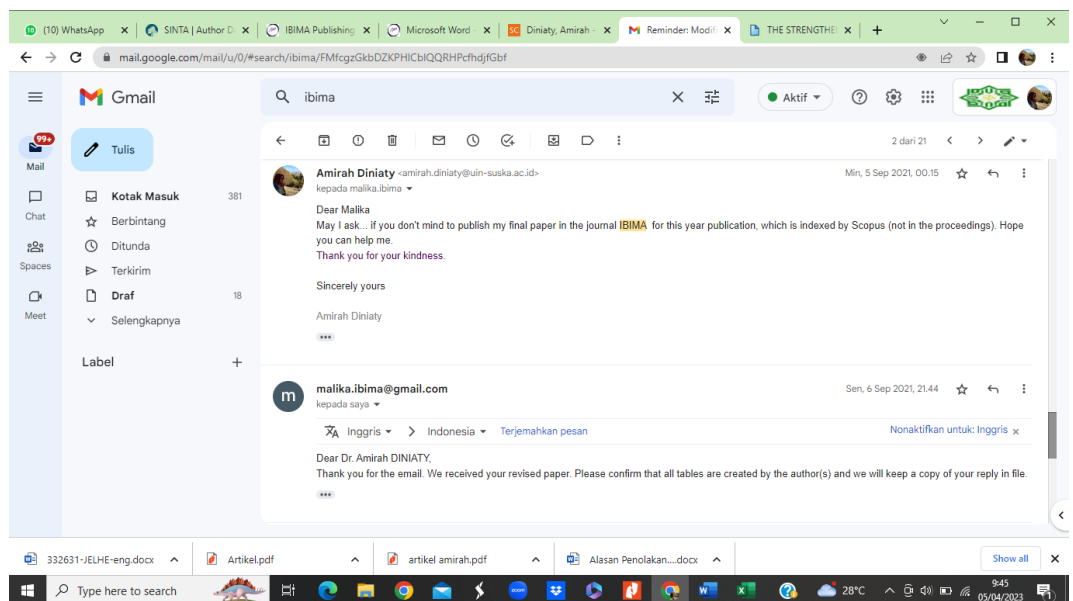 (10) WhatsApp
SINTA | Author D
IBIMA Publishing
Microsoft Word -
SC Diniaty, Amirah -
Reminder: Modifi
THE STRENGTHE
mail.google.com/mail/u/0/#search/ibima/FMfcgzGkbDZKPHlCblQQRHPcfhdjfGbf
Gmail
ibima
Aktif
99+
Mail
Chat
Spaces
Meet
Tulis
Kotak Masuk 381
Berbintang
Ditunda
Terkirim
Draf 18
Selengkapnya
Label
2 dari 21
Amirah Diniaty <amirah.diniaty@uin-suska.ac.id> Min, 5 Sep 2021, 00.15
kepada malika.ibima
Dear Malika
May I ask... if you don't mind to publish my final paper in the journal IBIMA for this year publication, which is indexed by Scopus (not in the proceedings). Hope
you can help me.
Thank you for your kindness.
Sincerely yours
Amirah Diniaty
m
malika.ibima@gmail.com Sen, 6 Sep 2021, 21.44
kepada saya
Inggris > Indonesia Terjemahkan pesan Nonaktifkan untuk: Inggris x
Dear Dr. Amirah DINIATY,
Thank you for the email. We received your revised paper. Please confirm that all tables are created by the author(s) and we will keep a copy of your reply in file.
332631-JELHE-eng.docx
Artikel.pdf
artikel amirah.pdf
Alasan Penolakan....docx
Show all
Type here to search
zoom
28°C
9:45
05/04/2023
1